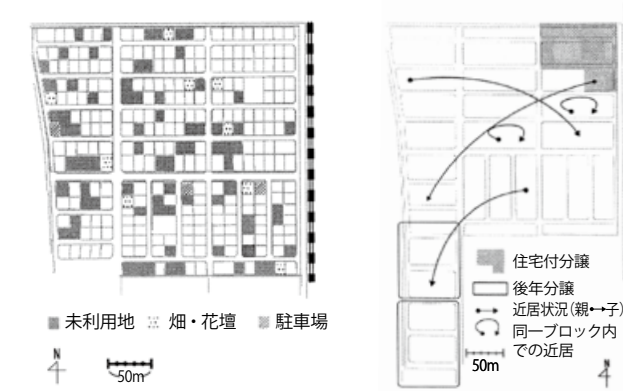 未利用地 畑・花壇 駐車場
N
50m
住宅付分譲
後年分譲
近居状況(親↔子)
同一ブロック内
での近居
50m
N